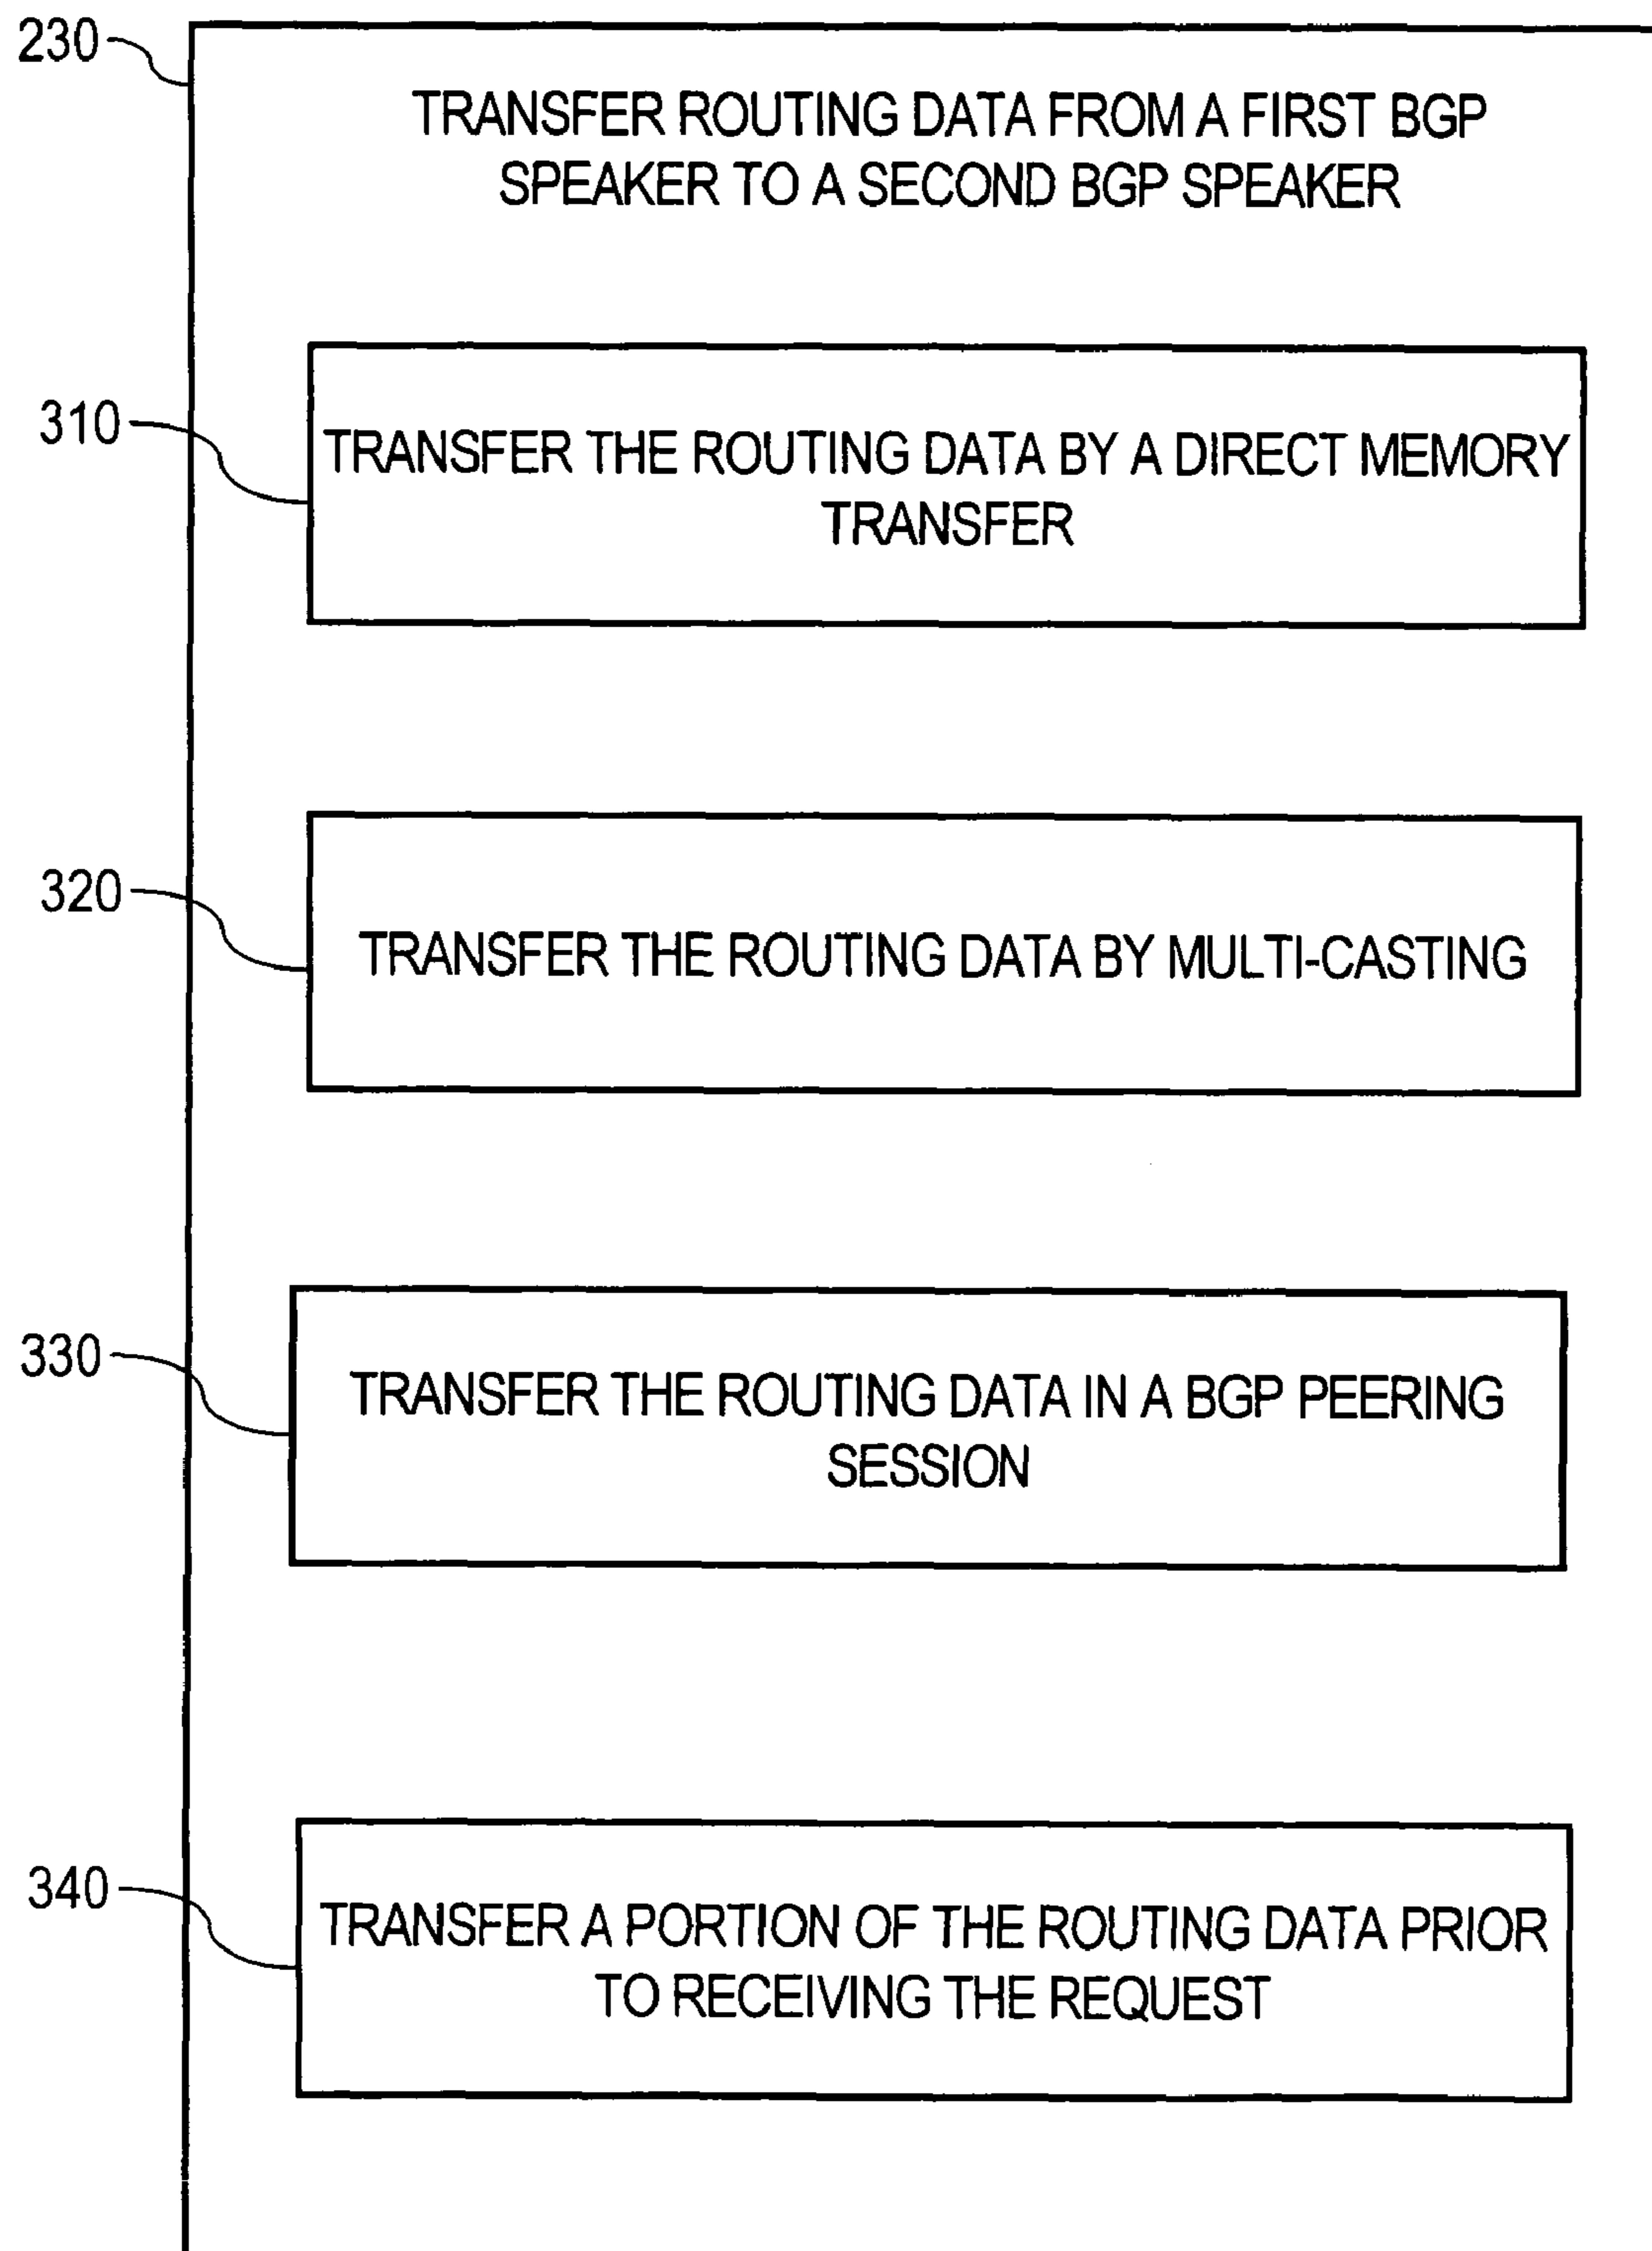 230
TRANSFER ROUTING DATA FROM A FIRST BGP
SPEAKER TO A SECOND BGP SPEAKER
310
TRANSFER THE ROUTING DATA BY A DIRECT MEMORY
TRANSFER
320
TRANSFER THE ROUTING DATA BY MULTI-CASTING
330
TRANSFER THE ROUTING DATA IN A BGP PEERING
SESSION
340
TRANSFER A PORTION OF THE ROUTING DATA PRIOR
TO RECEIVING THE REQUEST